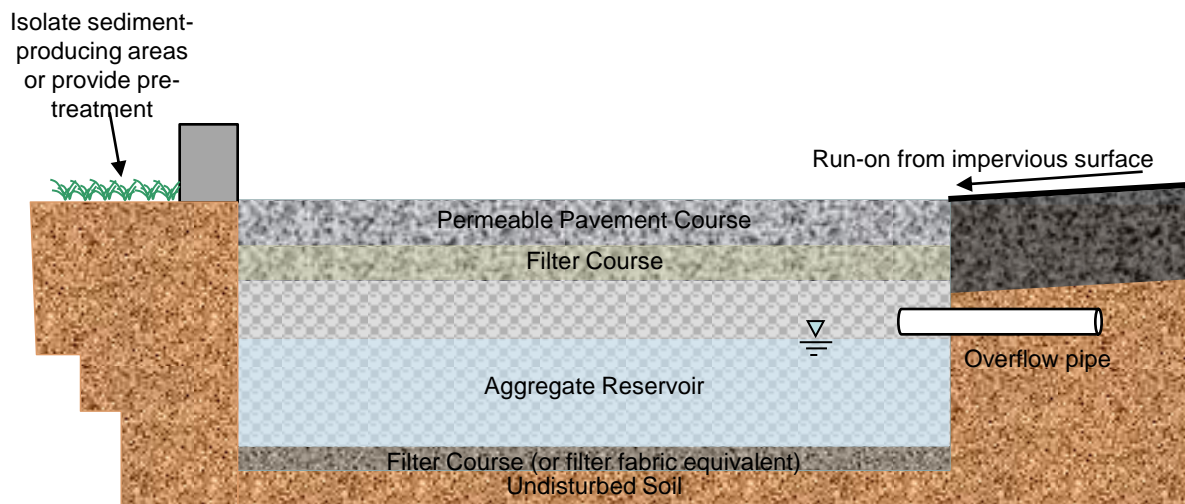 Isolate sediment-
producing areas
or provide pre-
treatment
Run-on from impervious surface
Permeable Pavement Course
Filter Course
Overflow pipe
Aggregate Reservoir
Filter Course (or filter fabric equivalent)
Undisturbed Soil